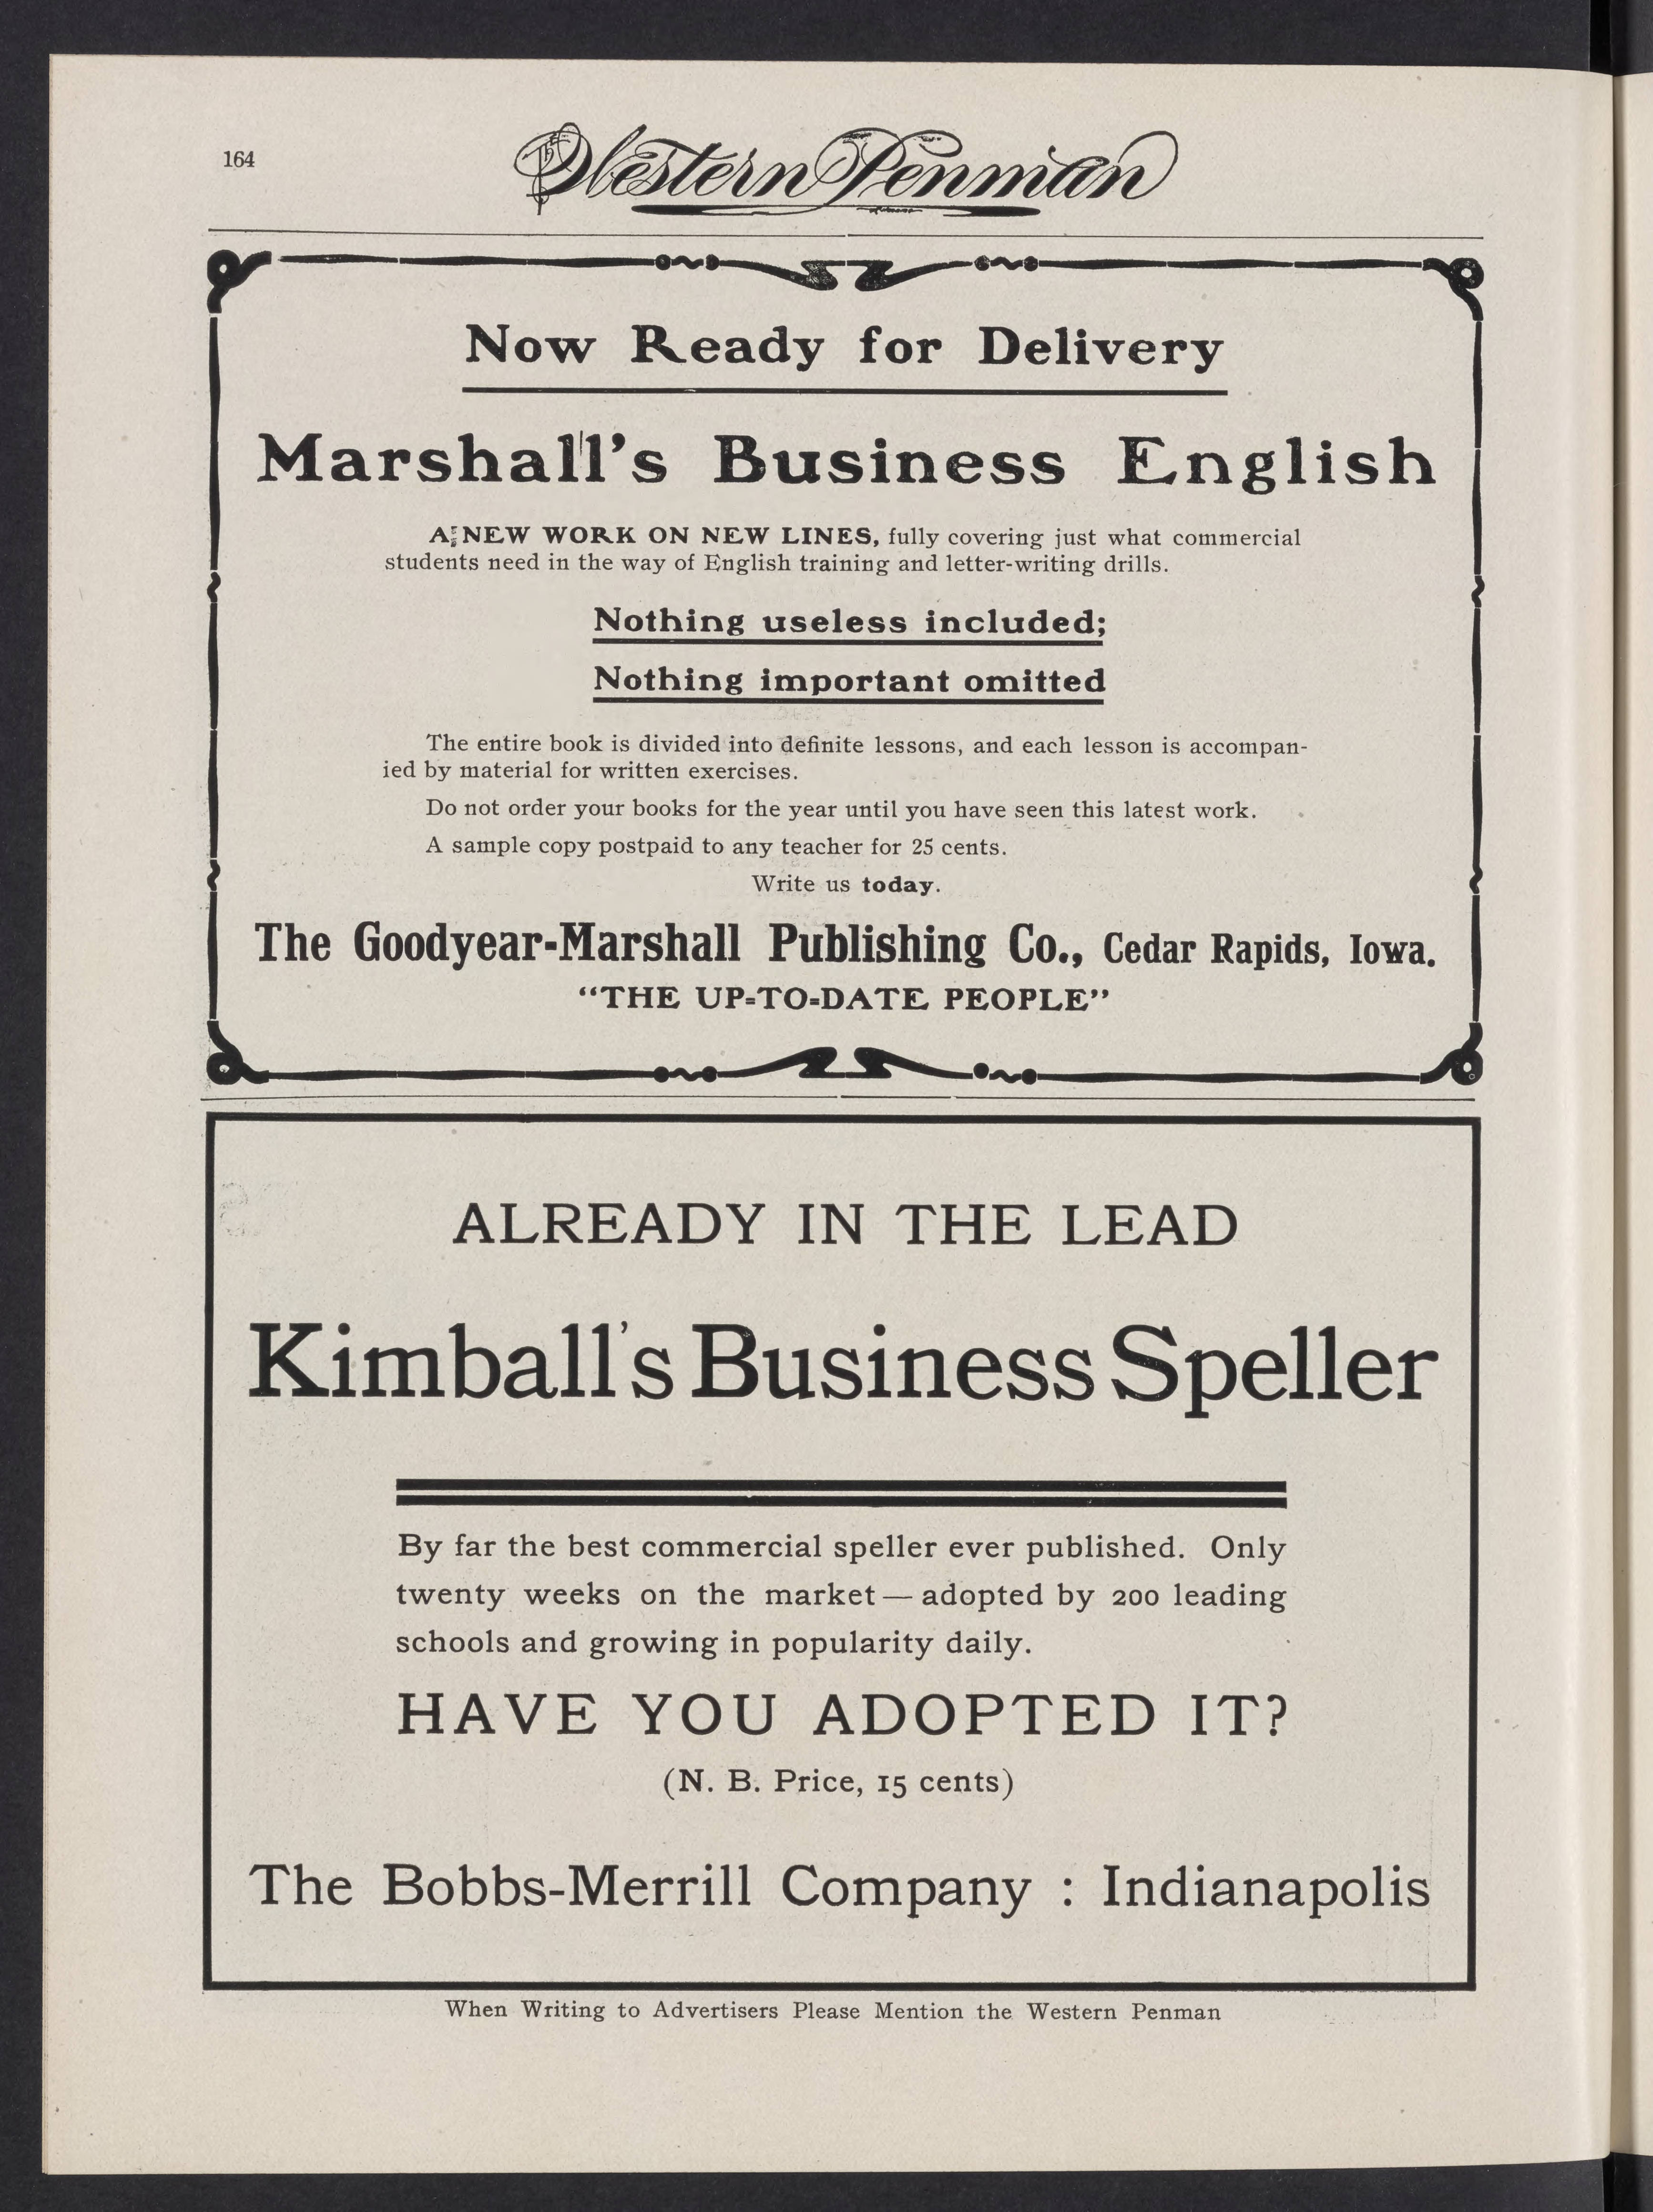 164
The Western Penman
Now Ready for Delivery
Marshall's Business English
A NEW WORK ON NEW LINES, fully covering just what commercial
students need in the way of English training and letter-writing drills.
Nothing useless included;
Nothing important omitted
The entire book is divided into definite lessons, and each lesson is accompan-
ied by material for written exercises.
Do not order your books for the year until you have seen this latest work.
A sample copy postpaid to any teacher for 25 cents.
Write us today.
The Goodyear-Marshall Publishing Co., Cedar Rapids, Iowa.
“THE UP-TO-DATE PEOPLE”
ALREADY IN THE LEAD
Kimball's Business Speller
By far the best commercial speller ever published. Only
twenty weeks on the market — adopted by 200 leading
schools and growing in popularity daily.
HAVE YOU ADOPTED IT?
(N. B. Price, 15 cents)
The Bobbs-Merrill Company : Indianapolis
When Writing to Advertisers Please Mention the Western Penman